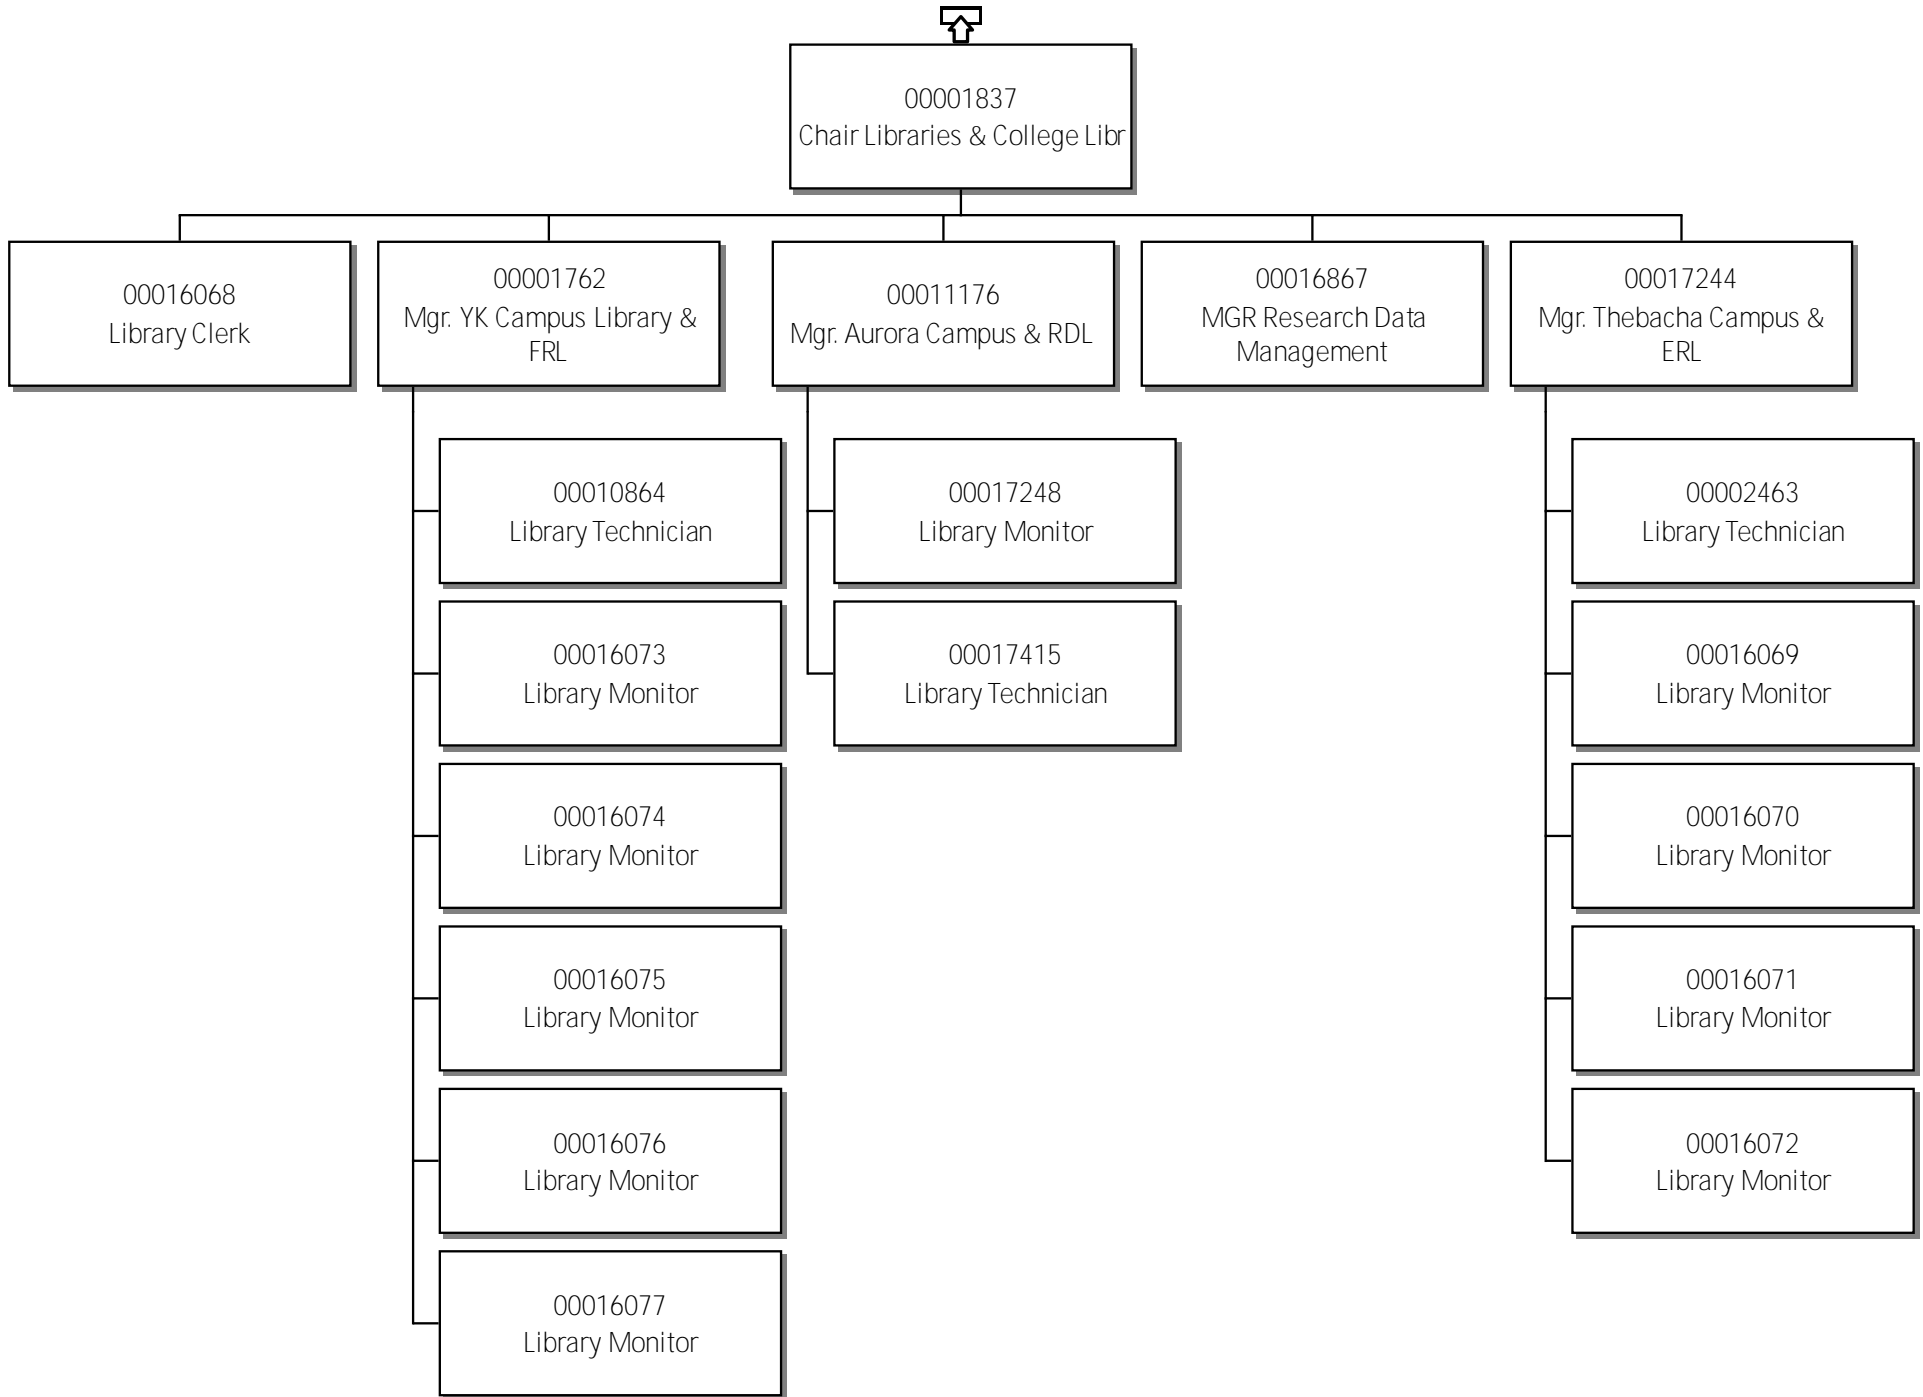 00001837
Chair Libraries & College Libr
00016068
Library Clerk
00001762
Mgr. YK Campus Library &
FRL
00011176
Mgr. Aurora Campus & RDL
00016867
MGR Research Data
Management
00017244
Mgr. Thebacha Campus &
ERL
00010864
Library Technician
00016073
Library Monitor
00016074
Library Monitor
00016075
Library Monitor
00016076
Library Monitor
00016077
Library Monitor
00017248
Library Monitor
00017415
Library Technician
00002463
Library Technician
00016069
Library Monitor
00016070
Library Monitor
00016071
Library Monitor
00016072
Library Monitor